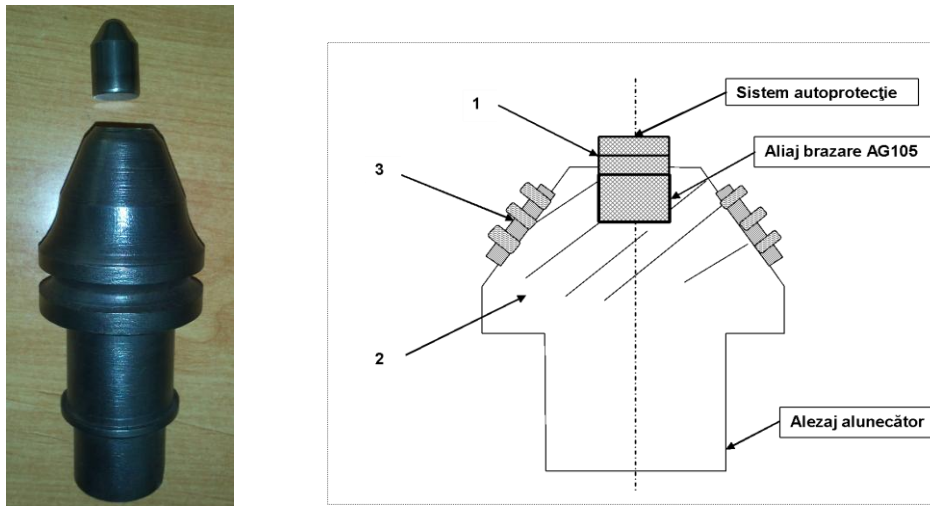 Sistem autoprotecţie
1
Aliaj brazare AG105
3
2
Alezaj alunecător